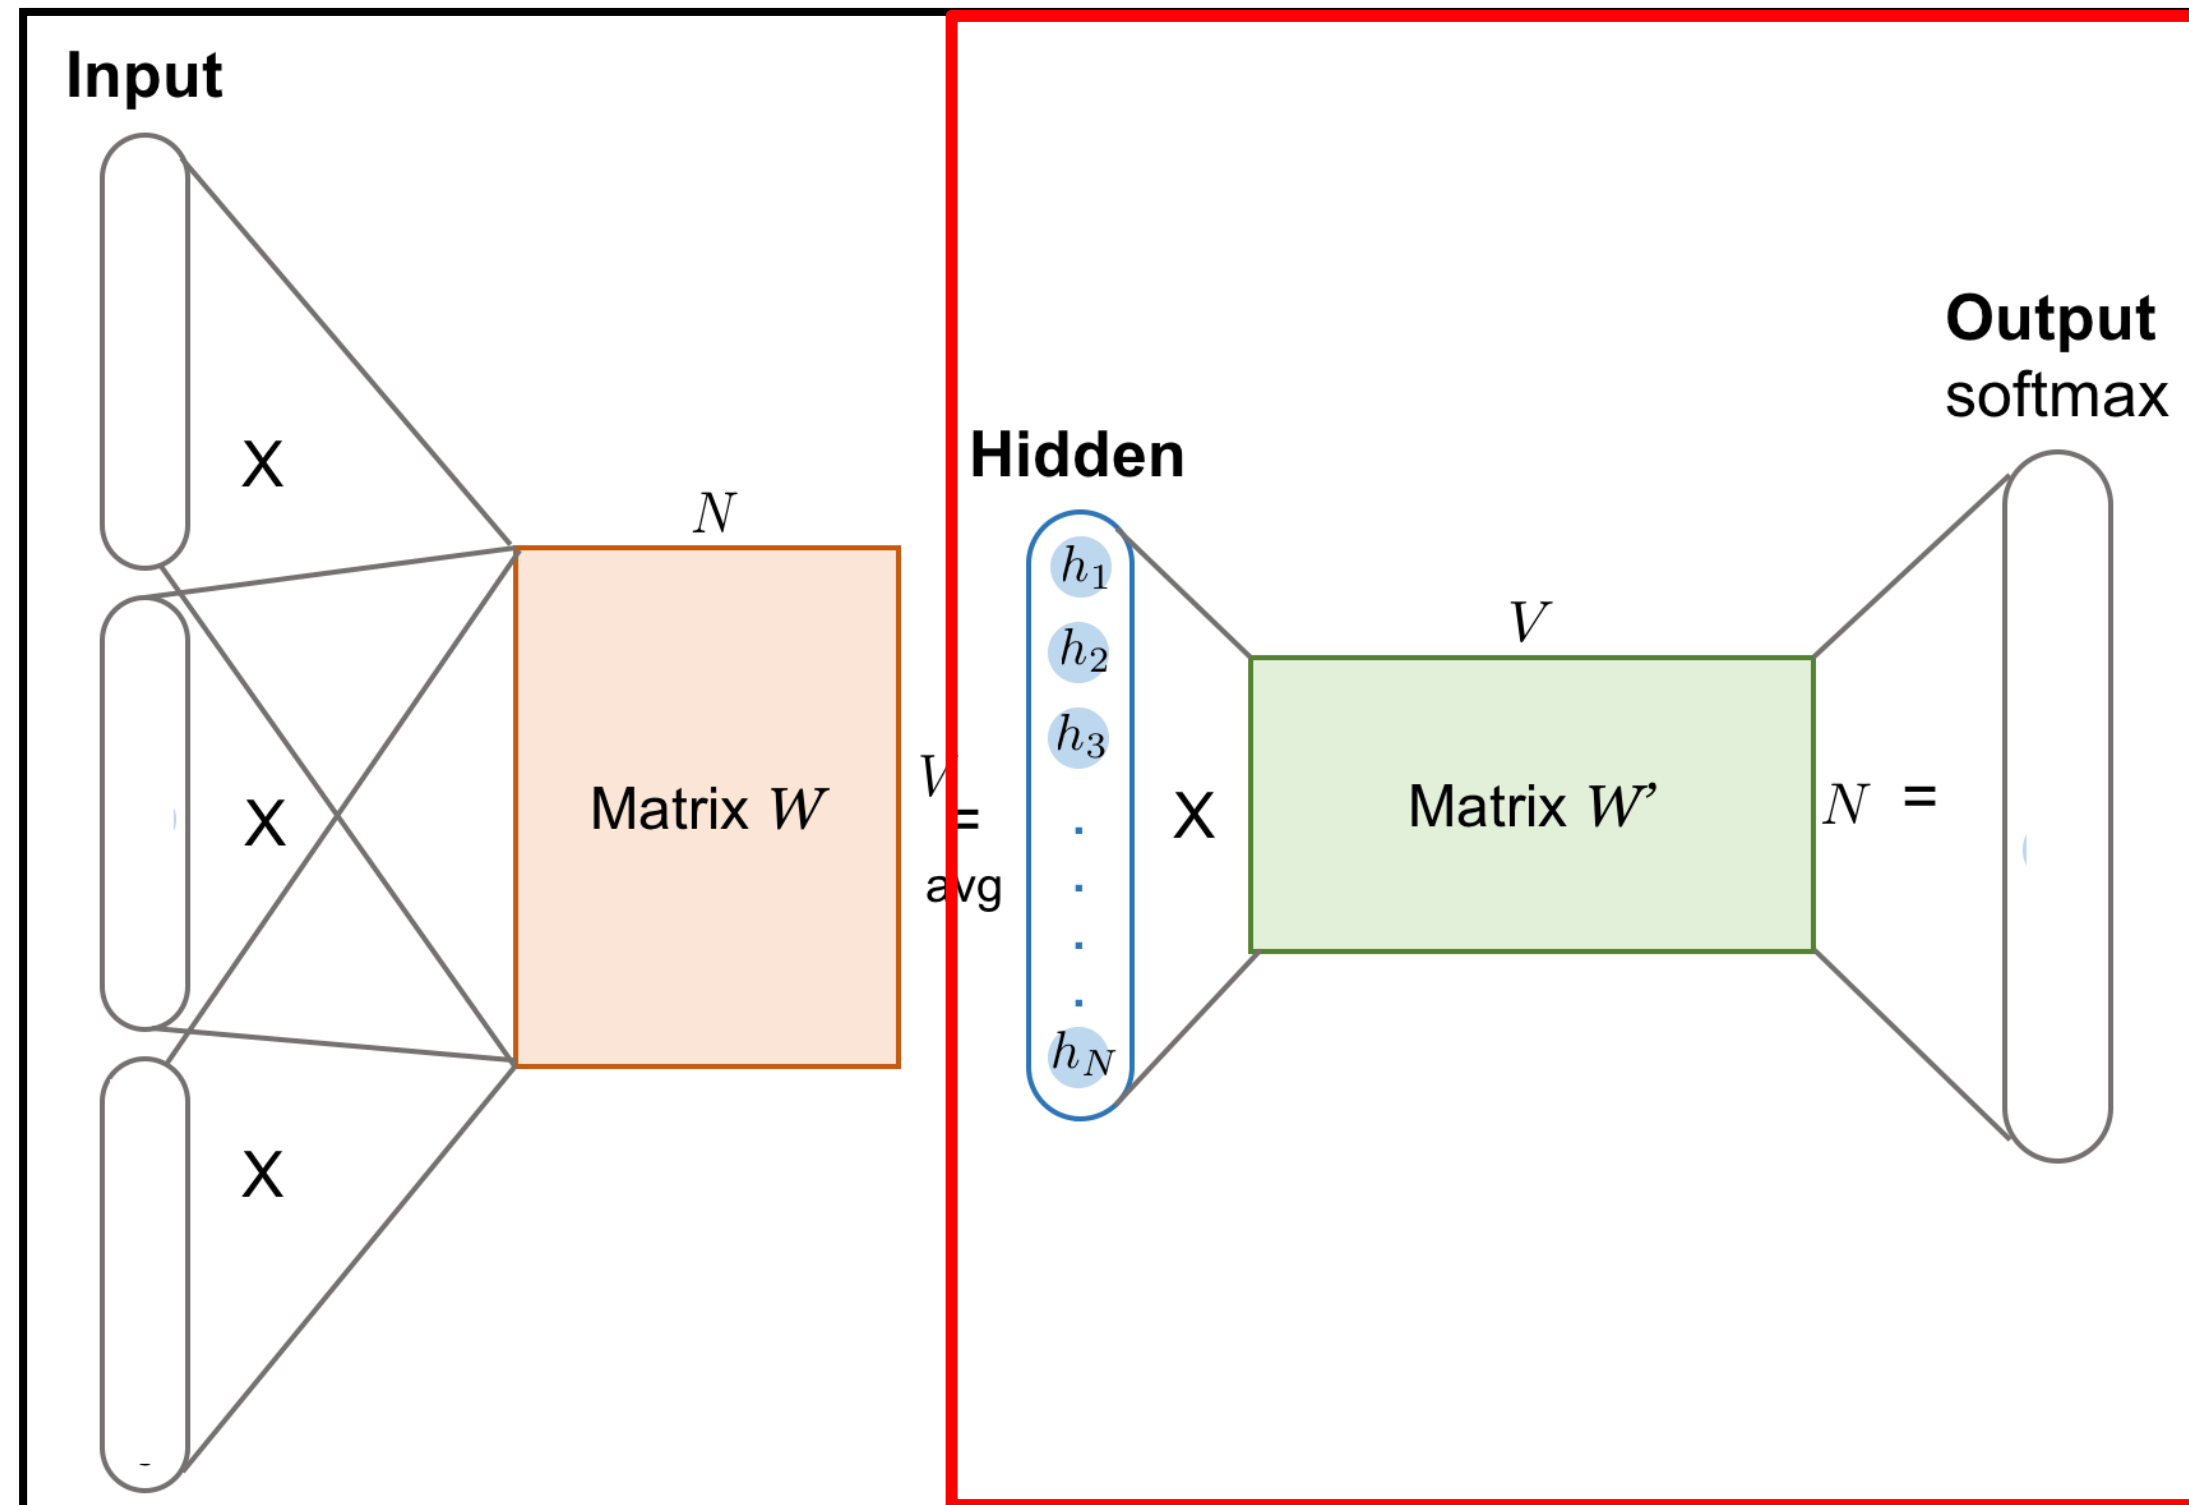 Input
X
X
X
N
Matrix W
V
=
avg
Hidden
h1
h2
h3
.
.
.
.
hN
X
V
Matrix W’
N
=
Output
softmax